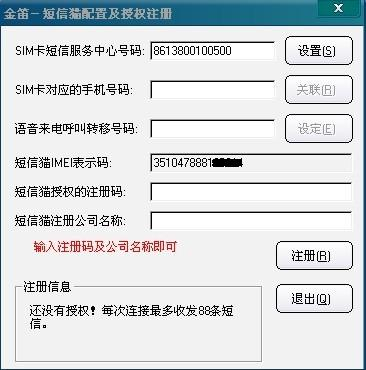 金笛－短信猫配置及授权注册
X
SIM卡短信服务中心号码: 8613800100500 设置(S)
SIM卡对应的手机号码: 关联(R)
语音来电呼叫转移号码: 设定(E)
短信猫IMEI表示码: 3510478881
短信猫授权的注册码:
短信猫注册公司名称:
输入注册码及公司名称即可
注册(R)
注册信息
还没有授权！每次连接最多收发88条短
信。
退出(Q)